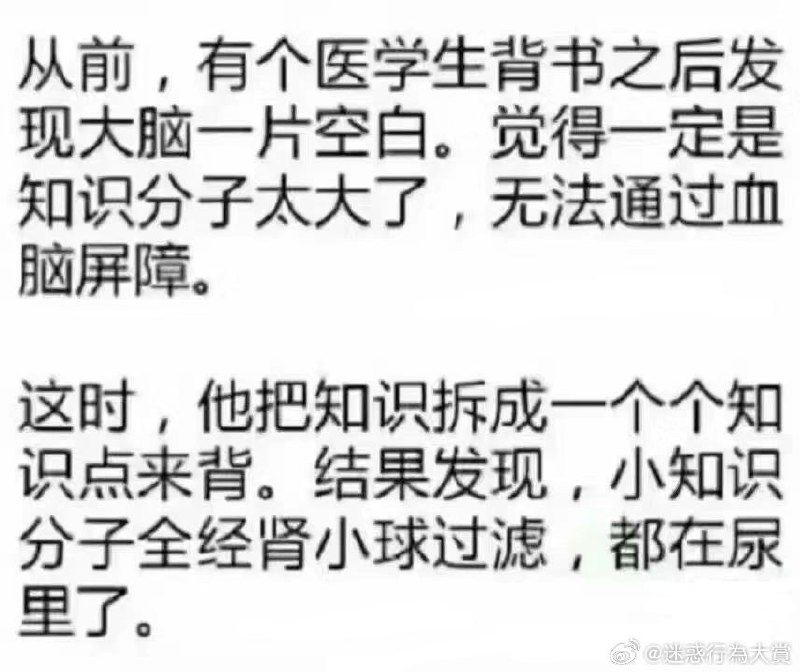 从前，有个医学生背书之后发
现大脑一片空白。觉得一定是
知识分子太大了，无法通过血
脑屏障。
这时，他把知识拆成一个个知
识点来背。结果发现，小知识
分子全经肾小球过滤，都在尿
里了。
@迷惑行為大賞